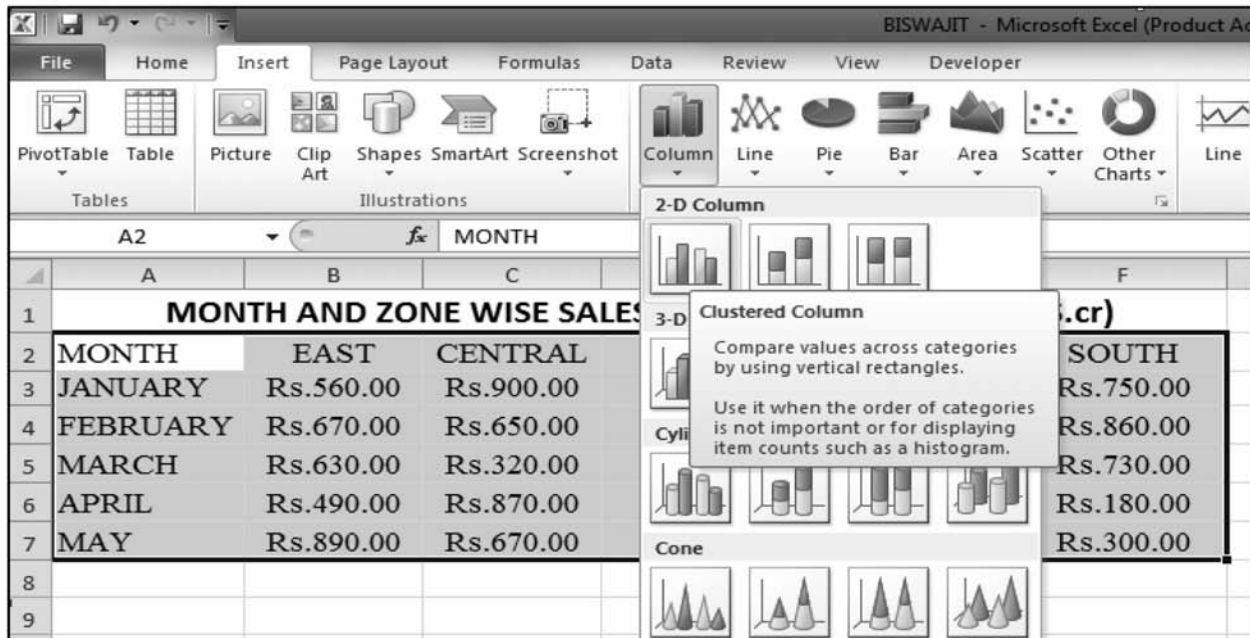 BISWAJIT - Microsoft Excel (Product Ac
File Home Insert Page Layout Formulas Data Review View Developer
PivotTable Table Picture Clip Art Shapes SmartArt Screenshot Column Line Pie Bar Area Scatter Other Charts Line
Tables Illustrations
2-D Column
A2 fx MONTH
A B C F
1 MONTH AND ZONE WISE SALES .cr)
3-D
Clustered Column
Compare values across categories
by using vertical rectangles.
Use it when the order of categories
is not important or for displaying
item counts such as a histogram.
2 MONTH EAST CENTRAL SOUTH
3 JANUARY Rs.560.00 Rs.900.00 Rs.750.00
4 FEBRUARY Rs.670.00 Rs.650.00 Rs.860.00
Cyli
5 MARCH Rs.630.00 Rs.320.00 Rs.730.00
6 APRIL Rs.490.00 Rs.870.00 Rs.180.00
7 MAY Rs.890.00 Rs.670.00 Rs.300.00
Cone
8
9